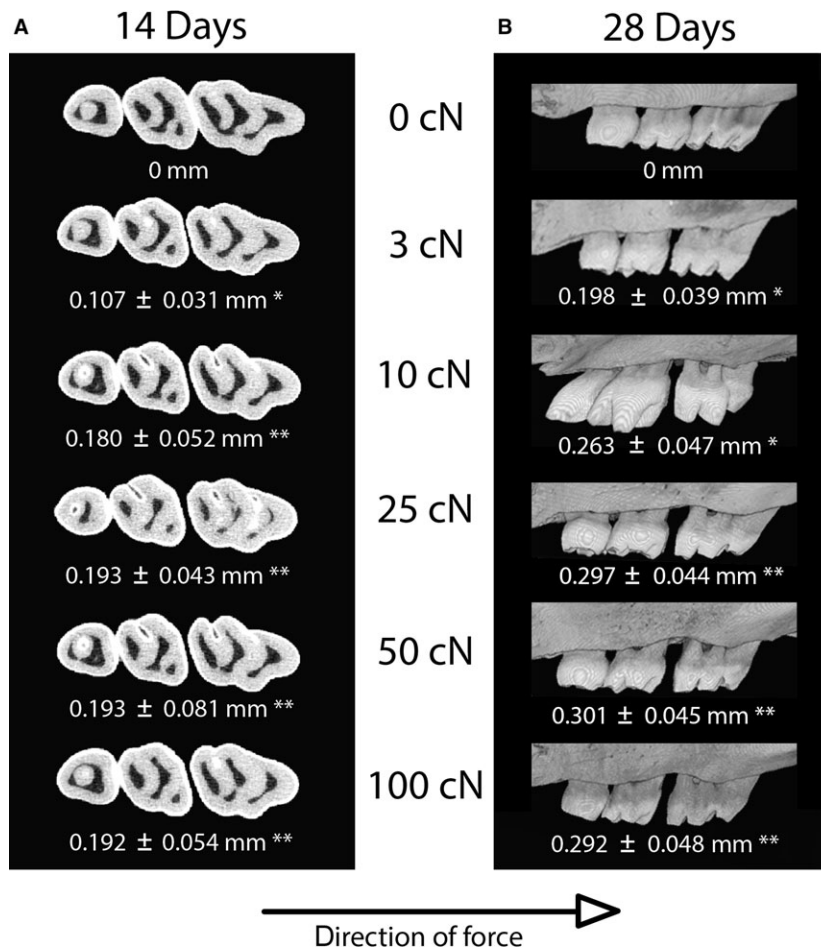 A 14 Days
B 28 Days
0 cN
0 mm
0 mm
3 cN
0.107 ± 0.031 mm *
0.198 ± 0.039 mm *
10 cN
0.180 ± 0.052 mm **
0.263 ± 0.047 mm *
25 cN
0.193 ± 0.043 mm **
0.297 ± 0.044 mm **
50 cN
0.193 ± 0.081 mm **
0.301 ± 0.045 mm **
100 cN
0.192 ± 0.054 mm **
0.292 ± 0.048 mm **
Direction of force